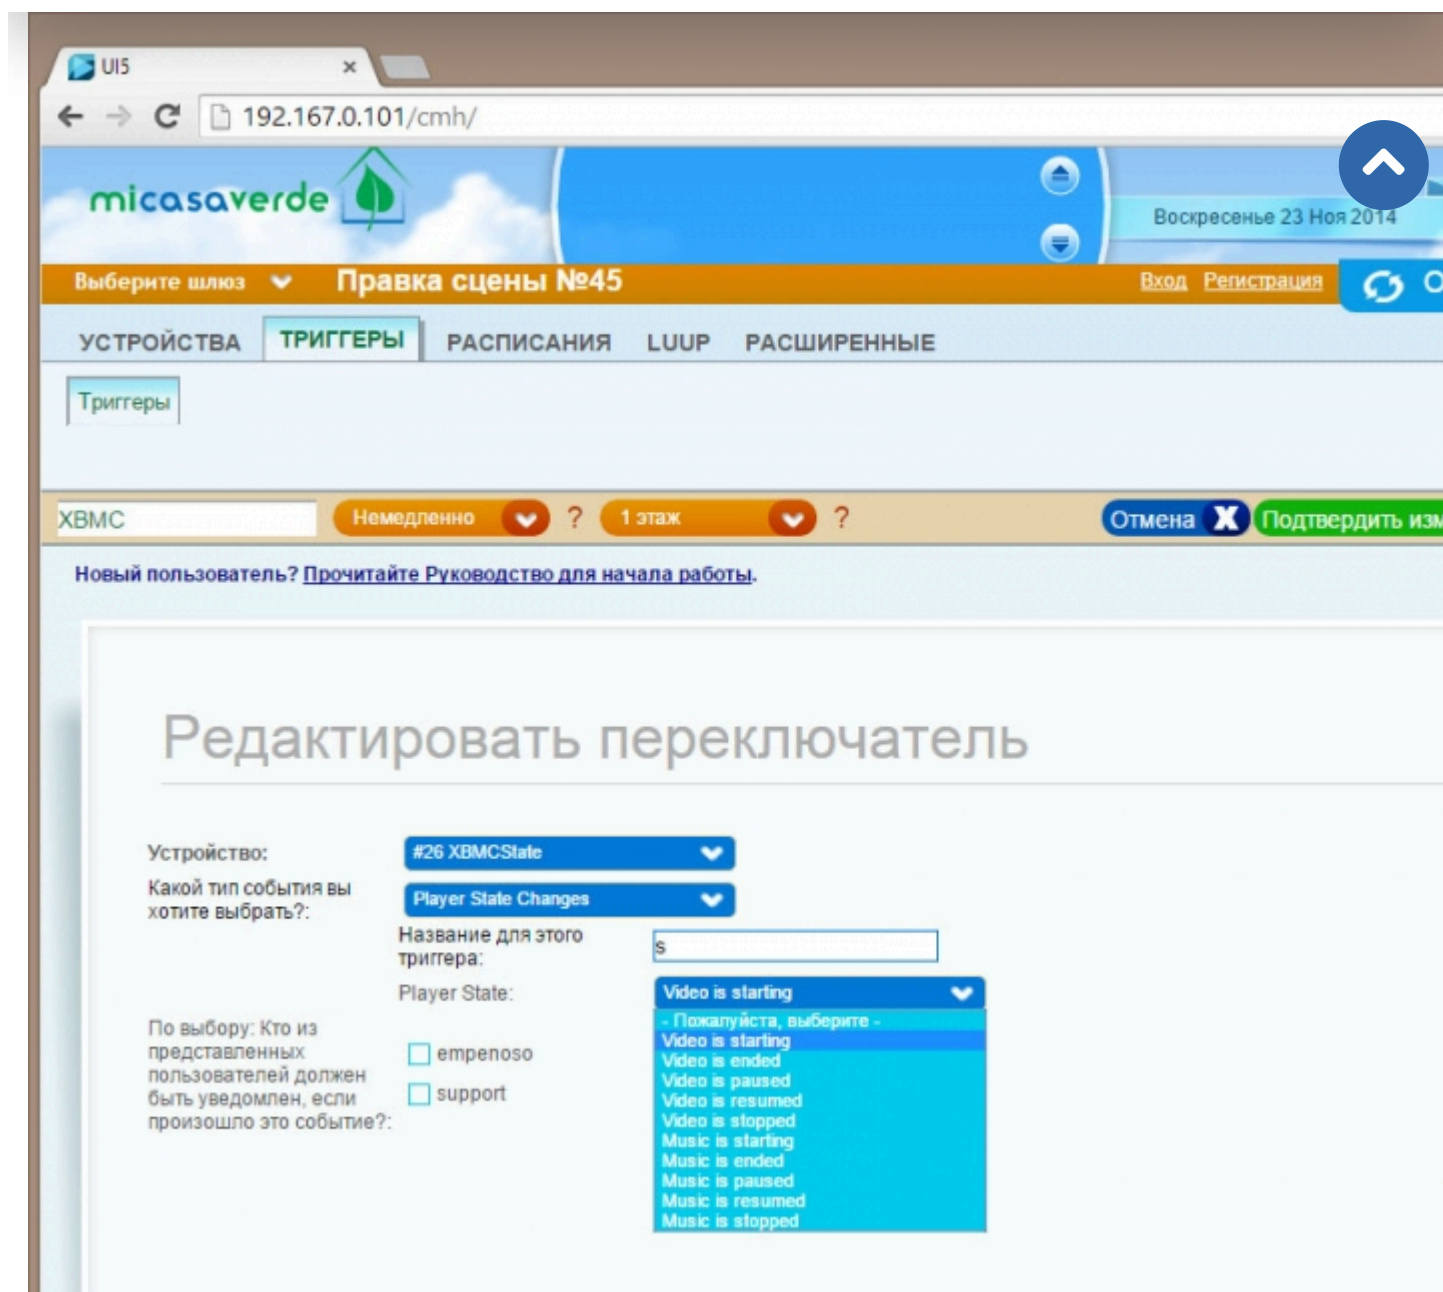 UI5
192.167.0.101/cmh/
micasaverde
Воскресенье 23 Ноя 2014
Выберите шлюз Правка сцены №45 Вход Регистрация
УСТРОЙСТВА ТРИГГЕРЫ РАСПИСАНИЯ LUUP РАСШИРЕННЫЕ
Триггеры
XBMC Немедленно ? 1 этаж ? Отмена X Подтвердить изм
Новый пользователь? Прочитайте Руководство для начала работы.
Редактировать переключатель
Устройство: #26 XBMCState
Какой тип события вы
хотите выбрать?:
Player State Changes
Название для этого
триггера:
s
Player State: Video is starting
- Пожалуйста, выберите -
Video is starting
Video is ended
Video is paused
Video is resumed
Video is stopped
Music is starting
Music is ended
Music is paused
Music is resumed
Music is stopped
По выбору: Кто из
представленных
пользователей должен
быть уведомлен, если
произошло это событие?:
empenoso
support